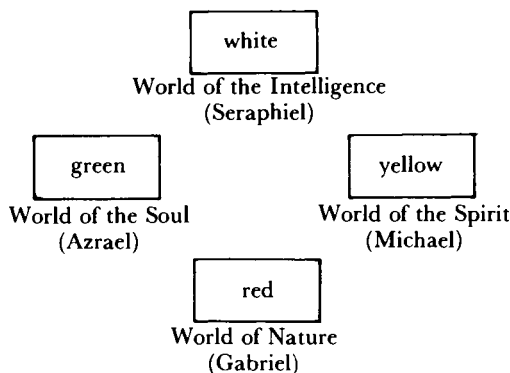 white
World of the Intelligence
(Seraphiel)
green
World of the Soul
(Azrael)
yellow
World of the Spirit
(Michael)
red
World of Nature
(Gabriel)